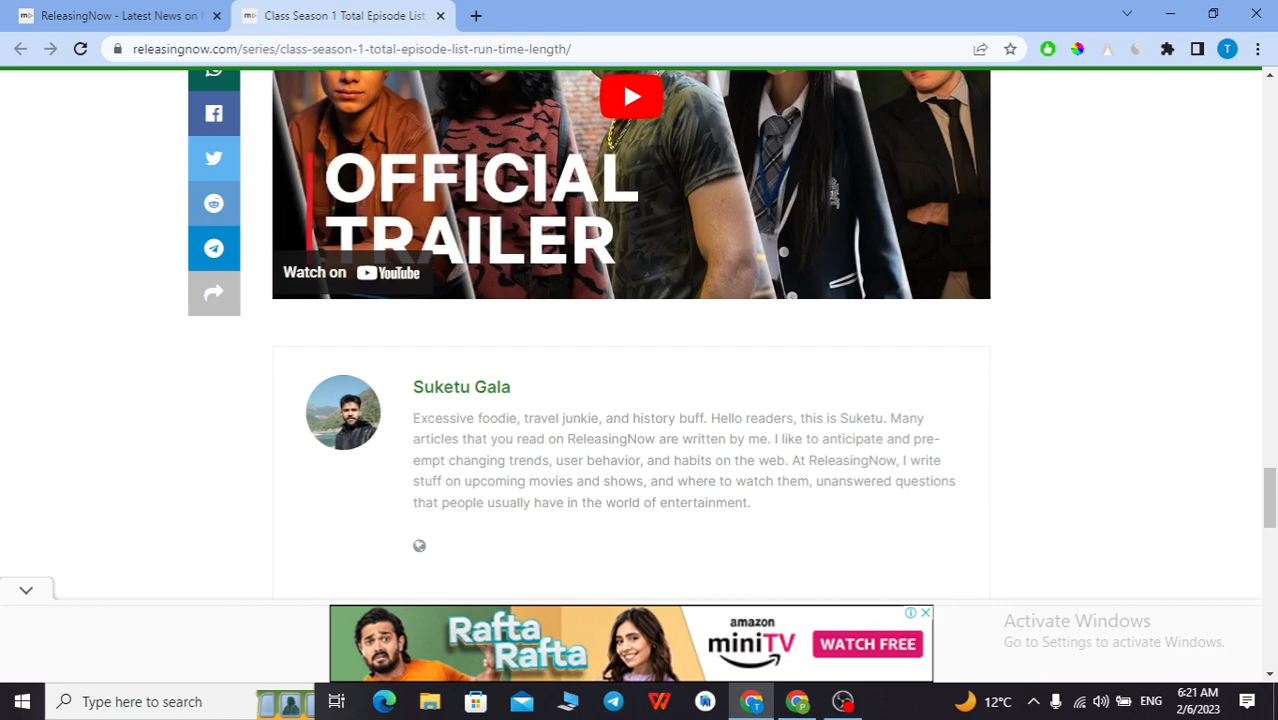 ReleasingNow - Latest News on
Class Season 1 Total Episode List,
releasingnow.com/series/class-season-1-total-episode-list-run-time-length/
T
OFFICIAL
TRAILER
Watch on YouTube
Suketu Gala
Excessive foodie, travel junkie, and history buff. Hello readers, this is Suketu. Many
articles that you read on ReleasingNow are written by me. I like to anticipate and pre-
empt changing trends, user behavior, and habits on the web. At ReleasingNow, I write
stuff on upcoming movies and shows, and where to watch them, unanswered questions
that people usually have in the world of entertainment.
Rafta
Rafta
amazon
miniTV
WATCH FREE
Activate Windows
Go to Settings to activate Windows.
Type here to search
12°C
ENG
6:21 AM
2/6/2023